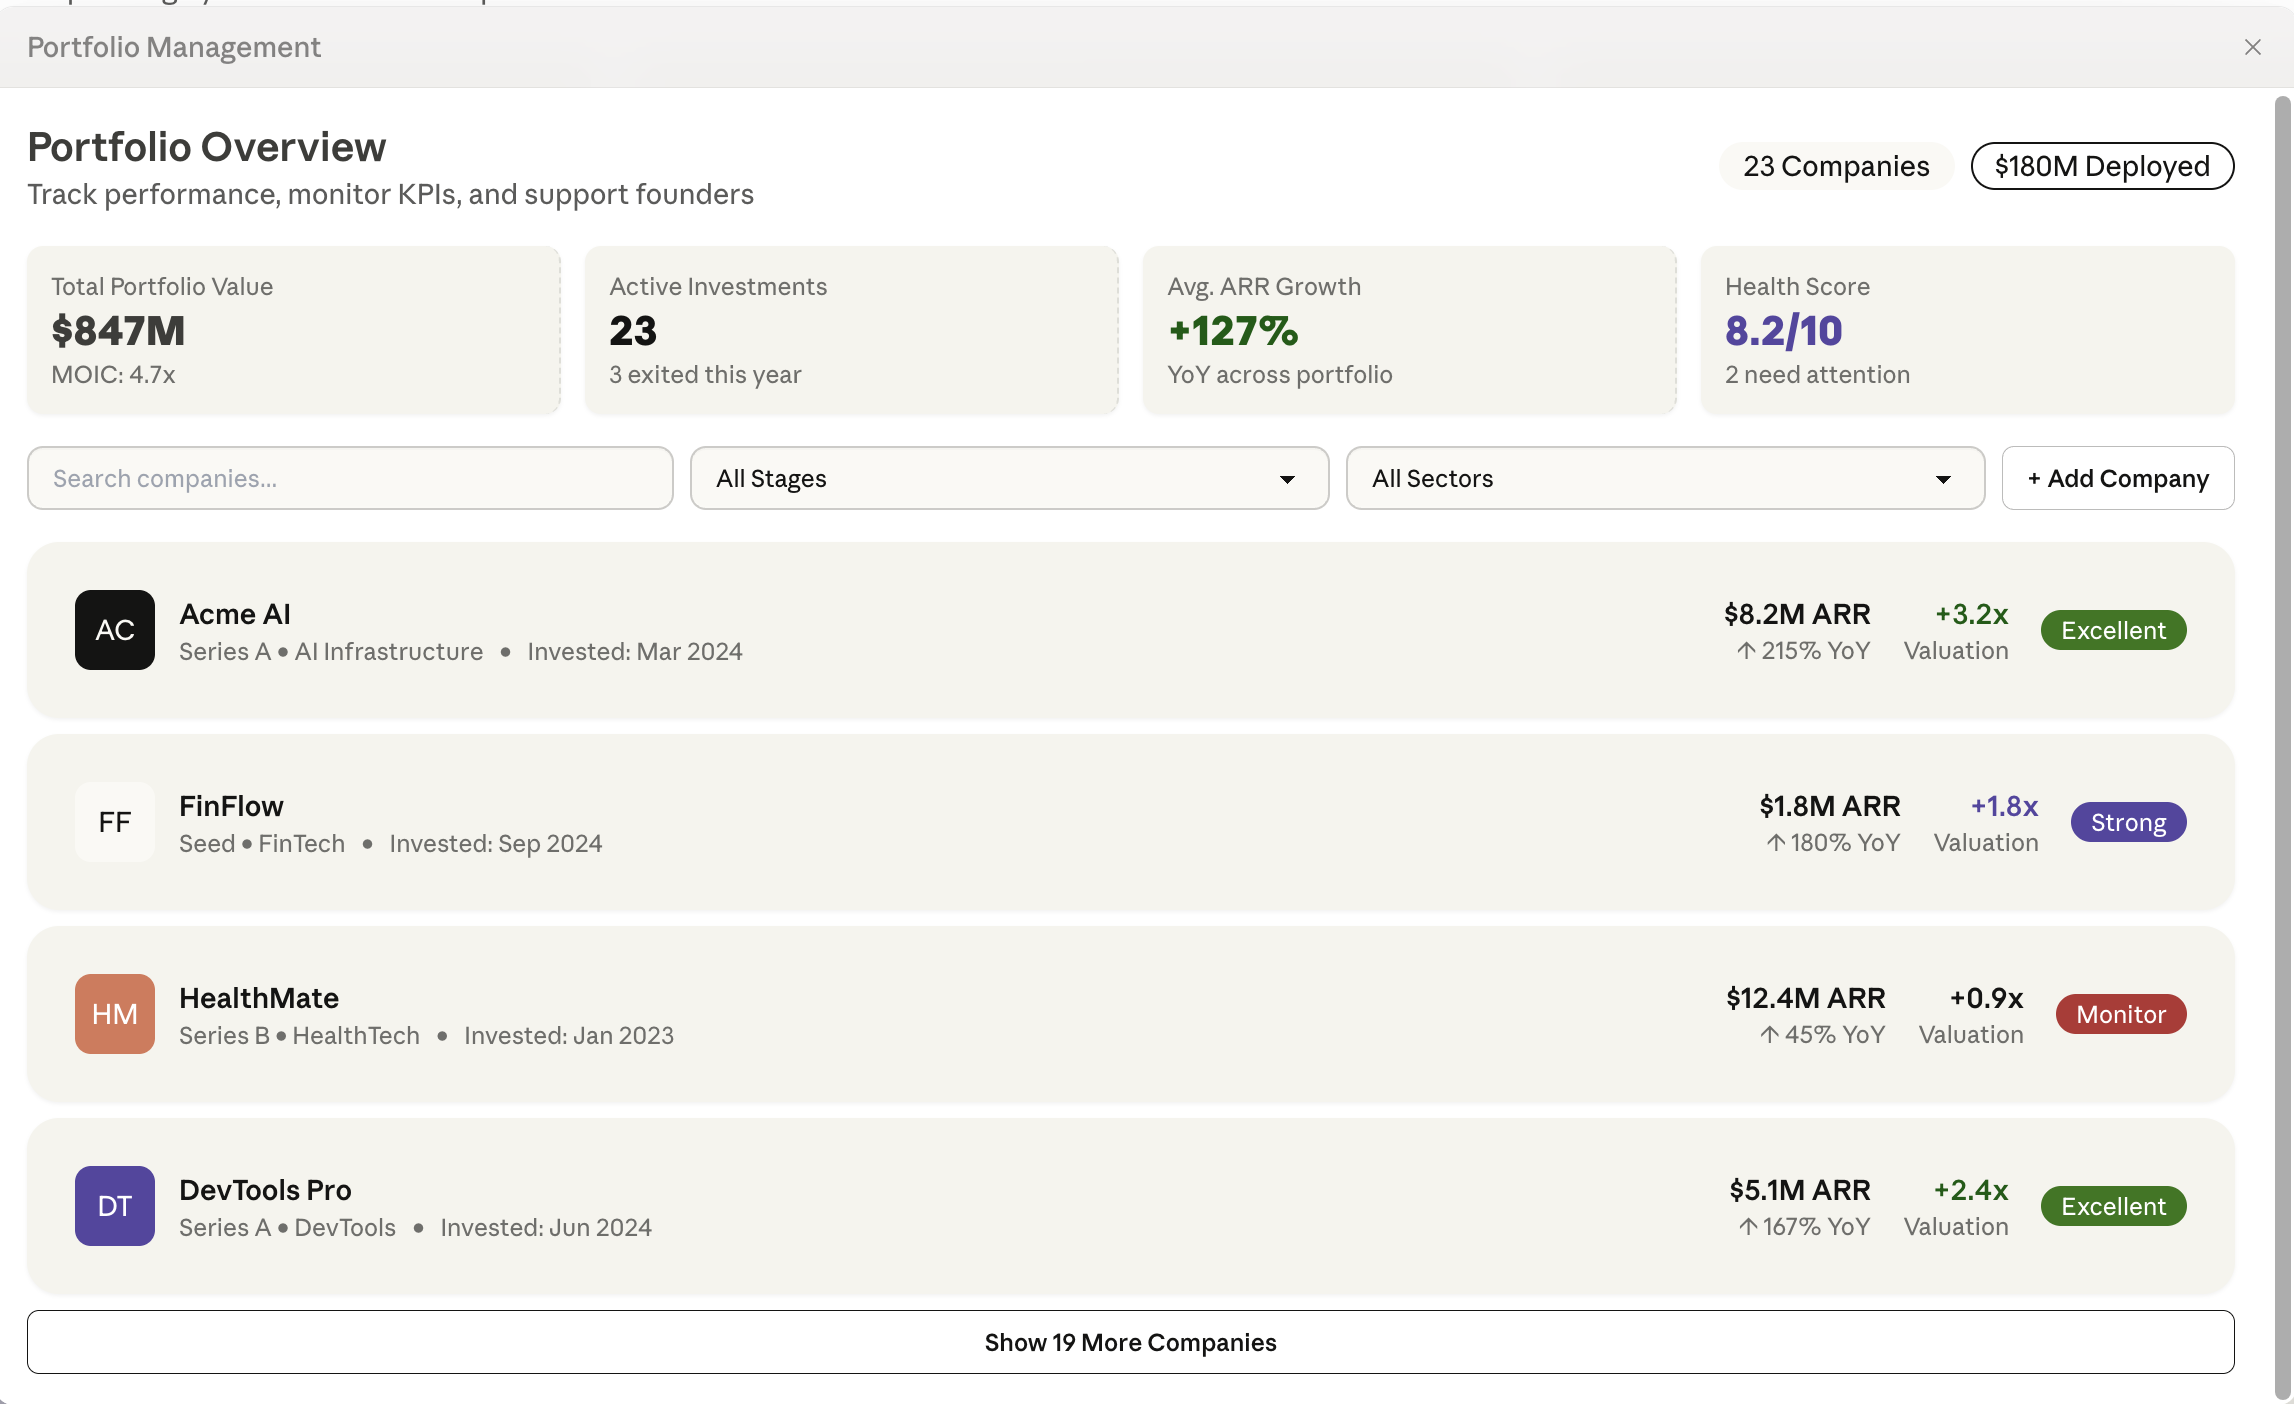 Portfolio Management
Portfolio Overview
Track performance, monitor KPIs, and support founders
23 Companies
$180M Deployed
Total Portfolio Value
$847M
MOIC: 4.7x
Active Investments
23
3 exited this year
Avg. ARR Growth
+127%
YoY across portfolio
Health Score
8.2/10
2 need attention
Search companies...
All Stages
All Sectors
+ Add Company
AC
Acme AI
Series A • AI Infrastructure • Invested: Mar 2024
$8.2M ARR
↑ 215% YoY
+3.2x
Valuation
Excellent
FF
FinFlow
Seed • FinTech • Invested: Sep 2024
$1.8M ARR
↑ 180% YoY
+1.8x
Valuation
Strong
HM
HealthMate
Series B • HealthTech • Invested: Jan 2023
$12.4M ARR
↑ 45% YoY
+0.9x
Valuation
Monitor
DT
DevTools Pro
Series A • DevTools • Invested: Jun 2024
$5.1M ARR
↑ 167% YoY
+2.4x
Valuation
Excellent
Show 19 More Companies